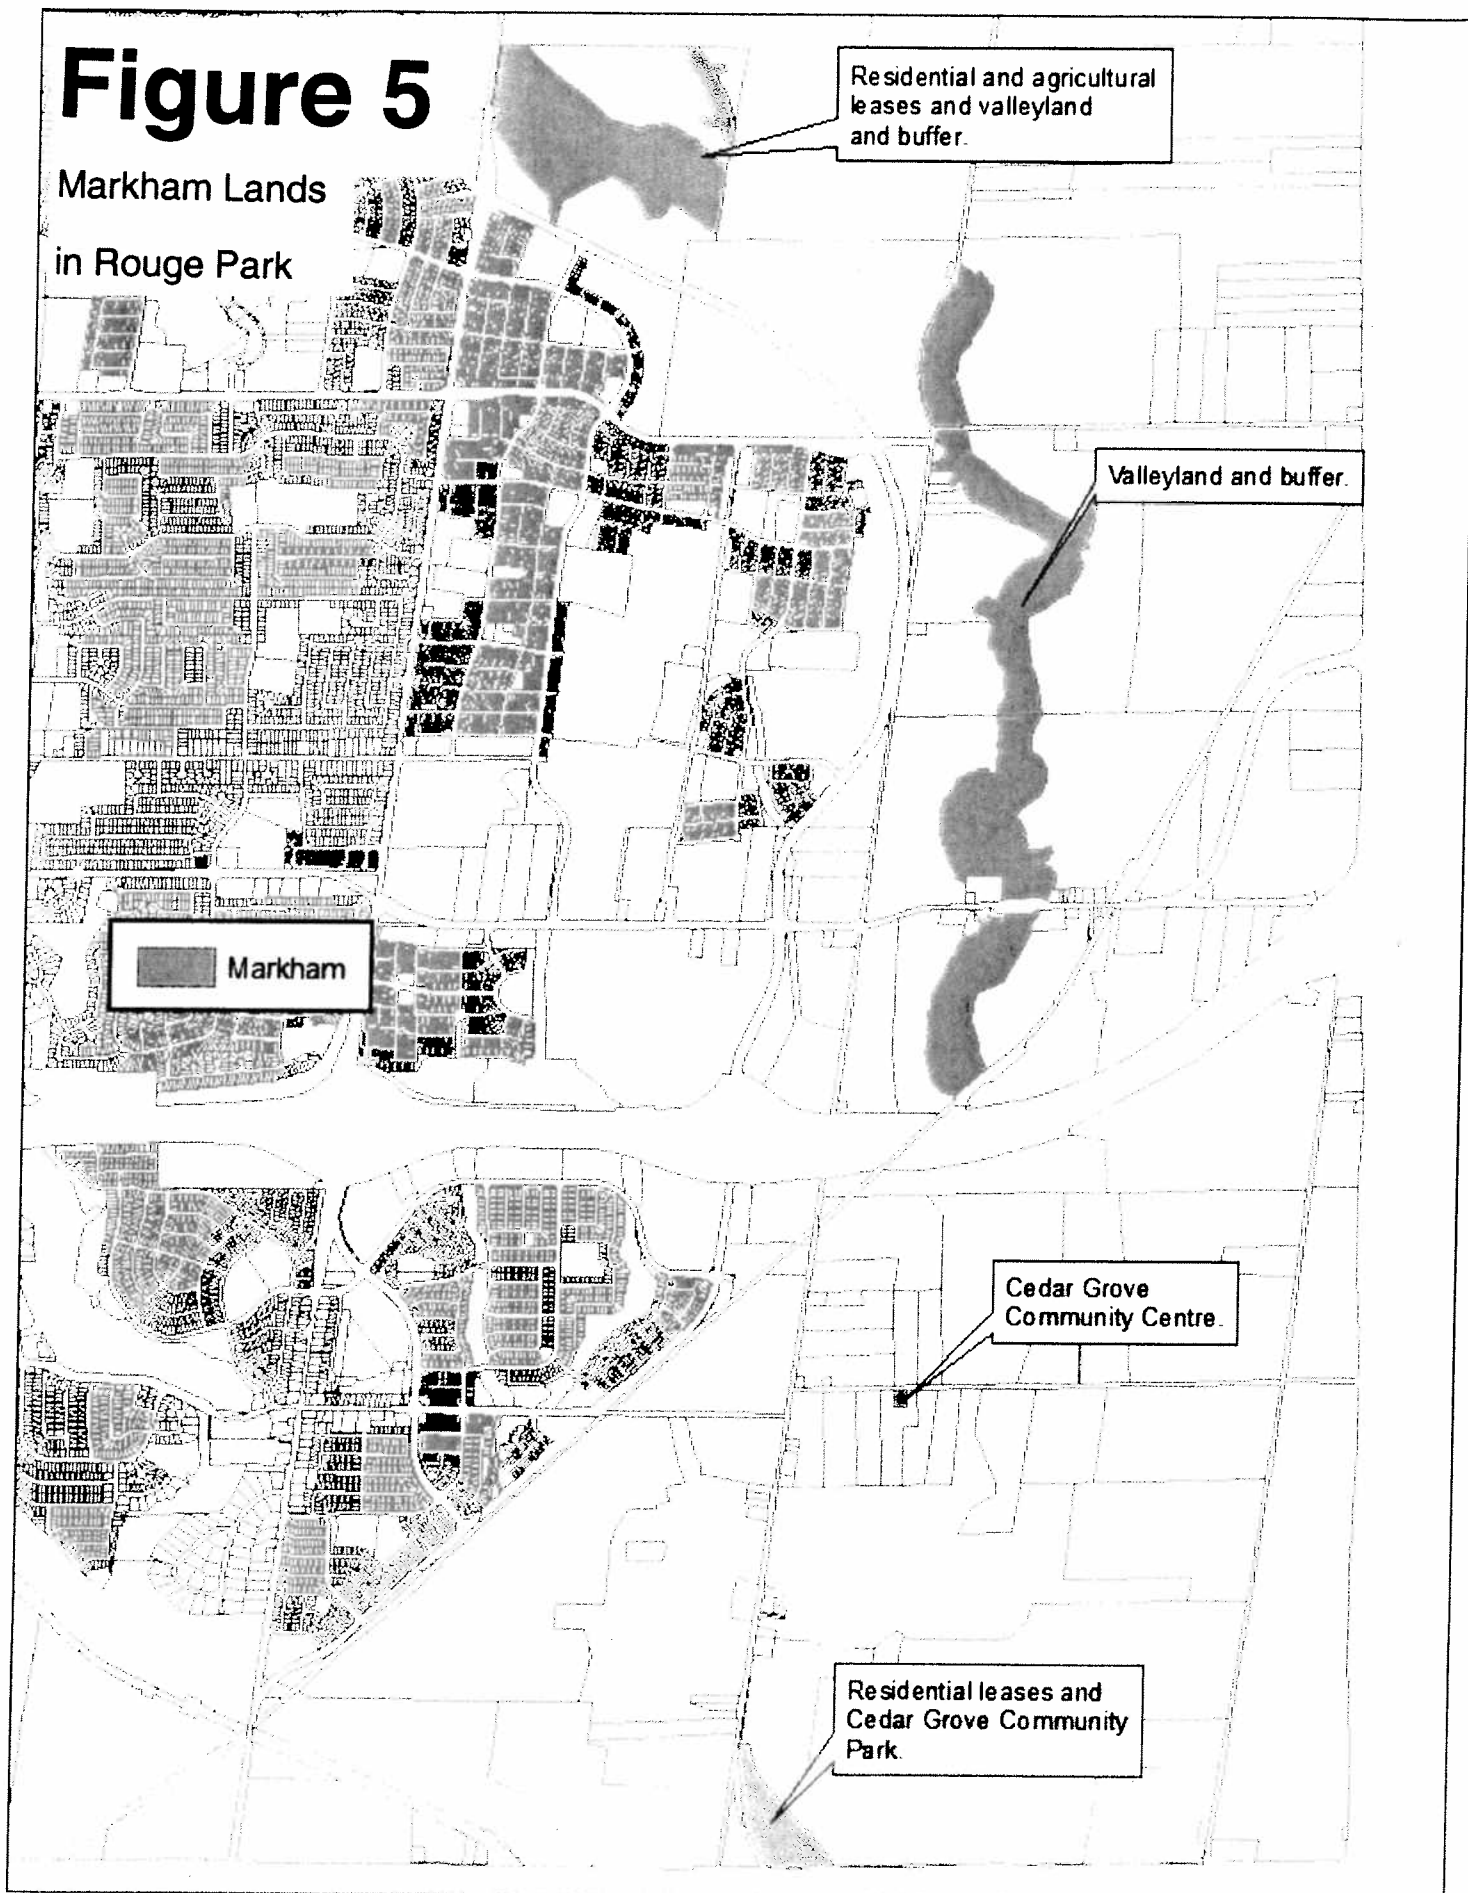 Figure 5
Markham Lands
in Rouge Park
Residential and agricultural
leases and valleyland
and buffer.
Valleyland and buffer.
Markham
Cedar Grove
Community Centre.
Residential leases and
Cedar Grove Community
Park.